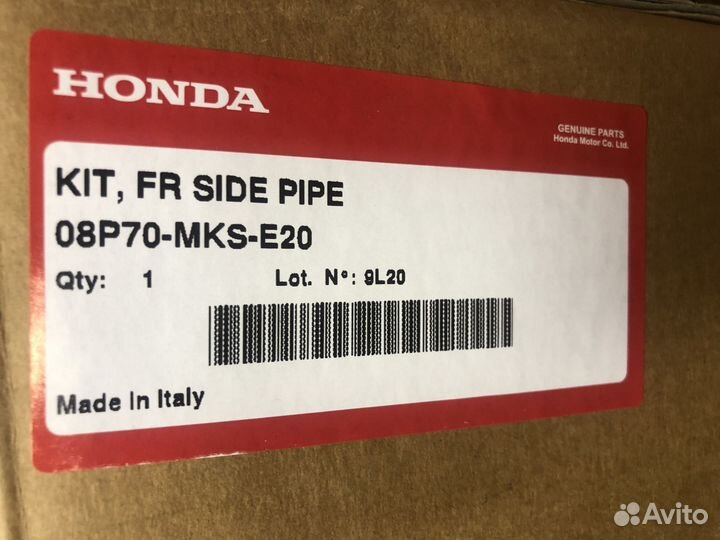 HONDA
GENUINE PARTS
Honda Motor Co. Ltd.
KIT, FR SIDE PIPE
08P70-MKS-E20
Qty: 1 Lot. N°: 9L20
Made In Italy
Avito